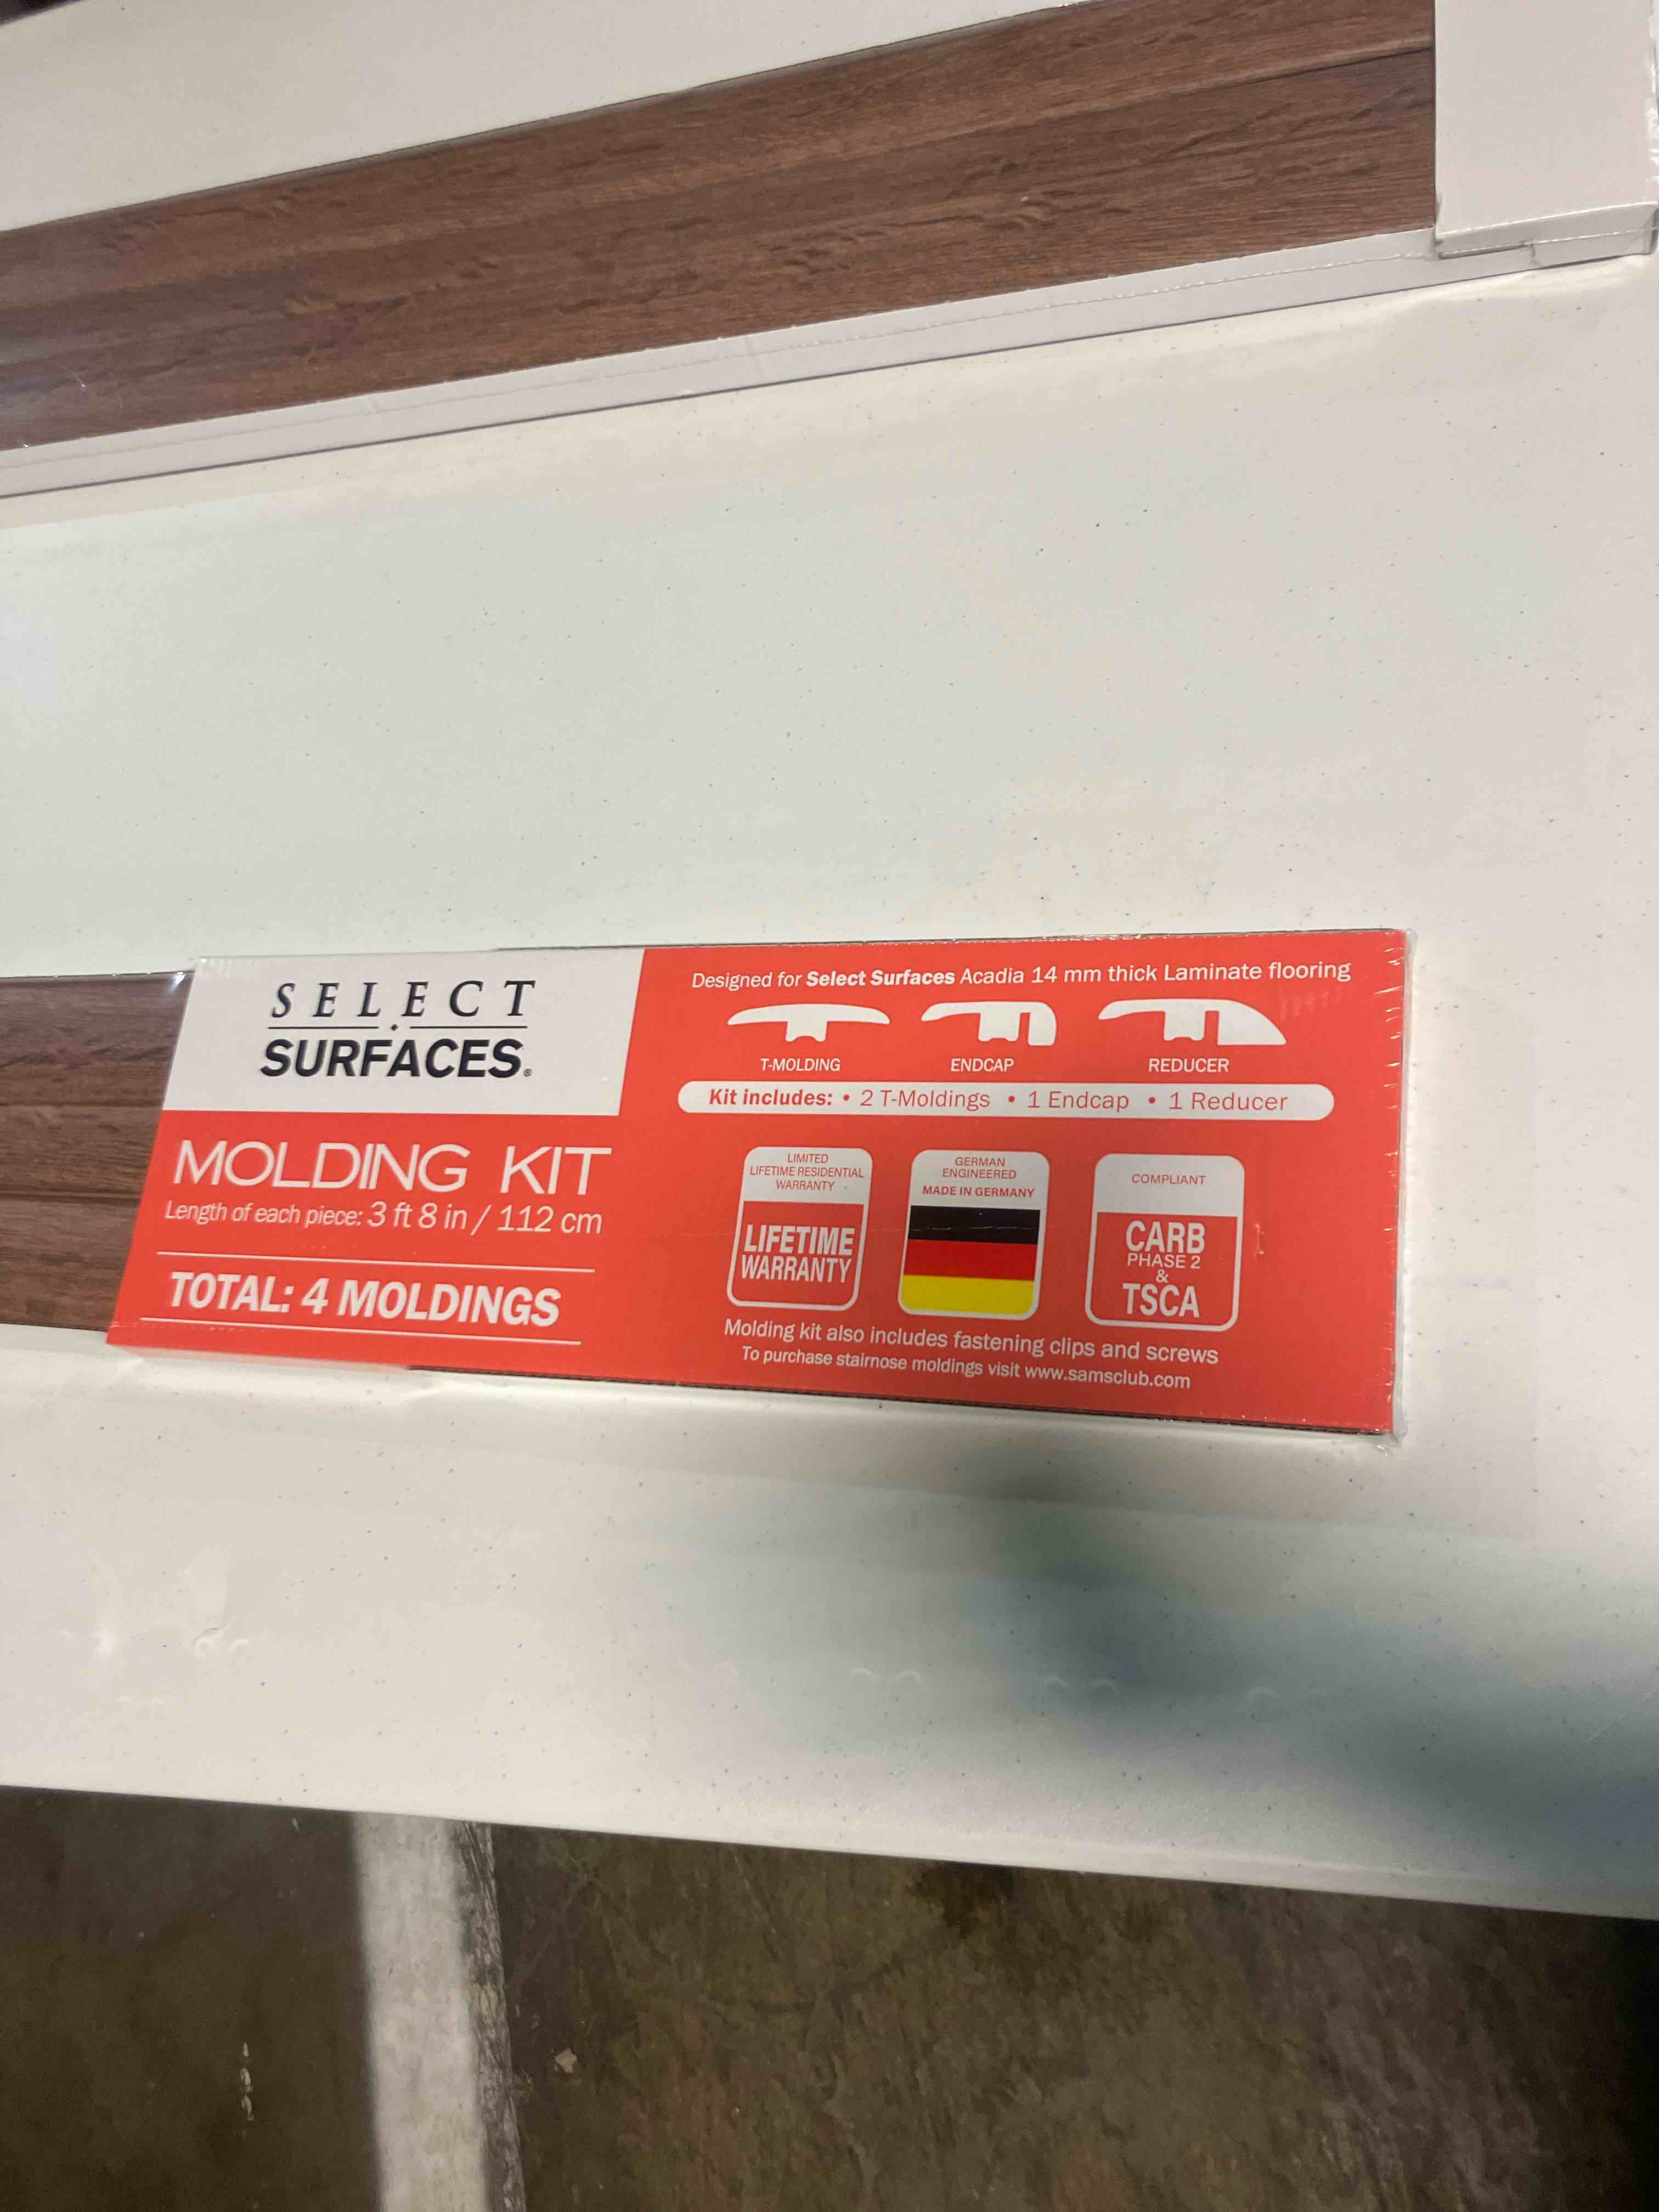 SELECT
SURFACES®
MOLDING KIT
Length of each piece: 3 ft 8 in / 112 cm
TOTAL: 4 MOLDINGS
Designed for Select Surfaces Acadia 14 mm thick Laminate flooring
T-MOLDING
ENDCAP
REDUCER
Kit includes: • 2 T-Moldings • 1 Endcap • 1 Reducer
LIMITED
LIFETIME RESIDENTIAL
WARRANTY
LIFETIME
WARRANTY
GERMAN
ENGINEERED
MADE IN GERMANY
COMPLIANT
CARB
PHASE 2
&
TSCA
Molding kit also includes fastening clips and screws
To purchase stairnose moldings visit www.samsclub.com